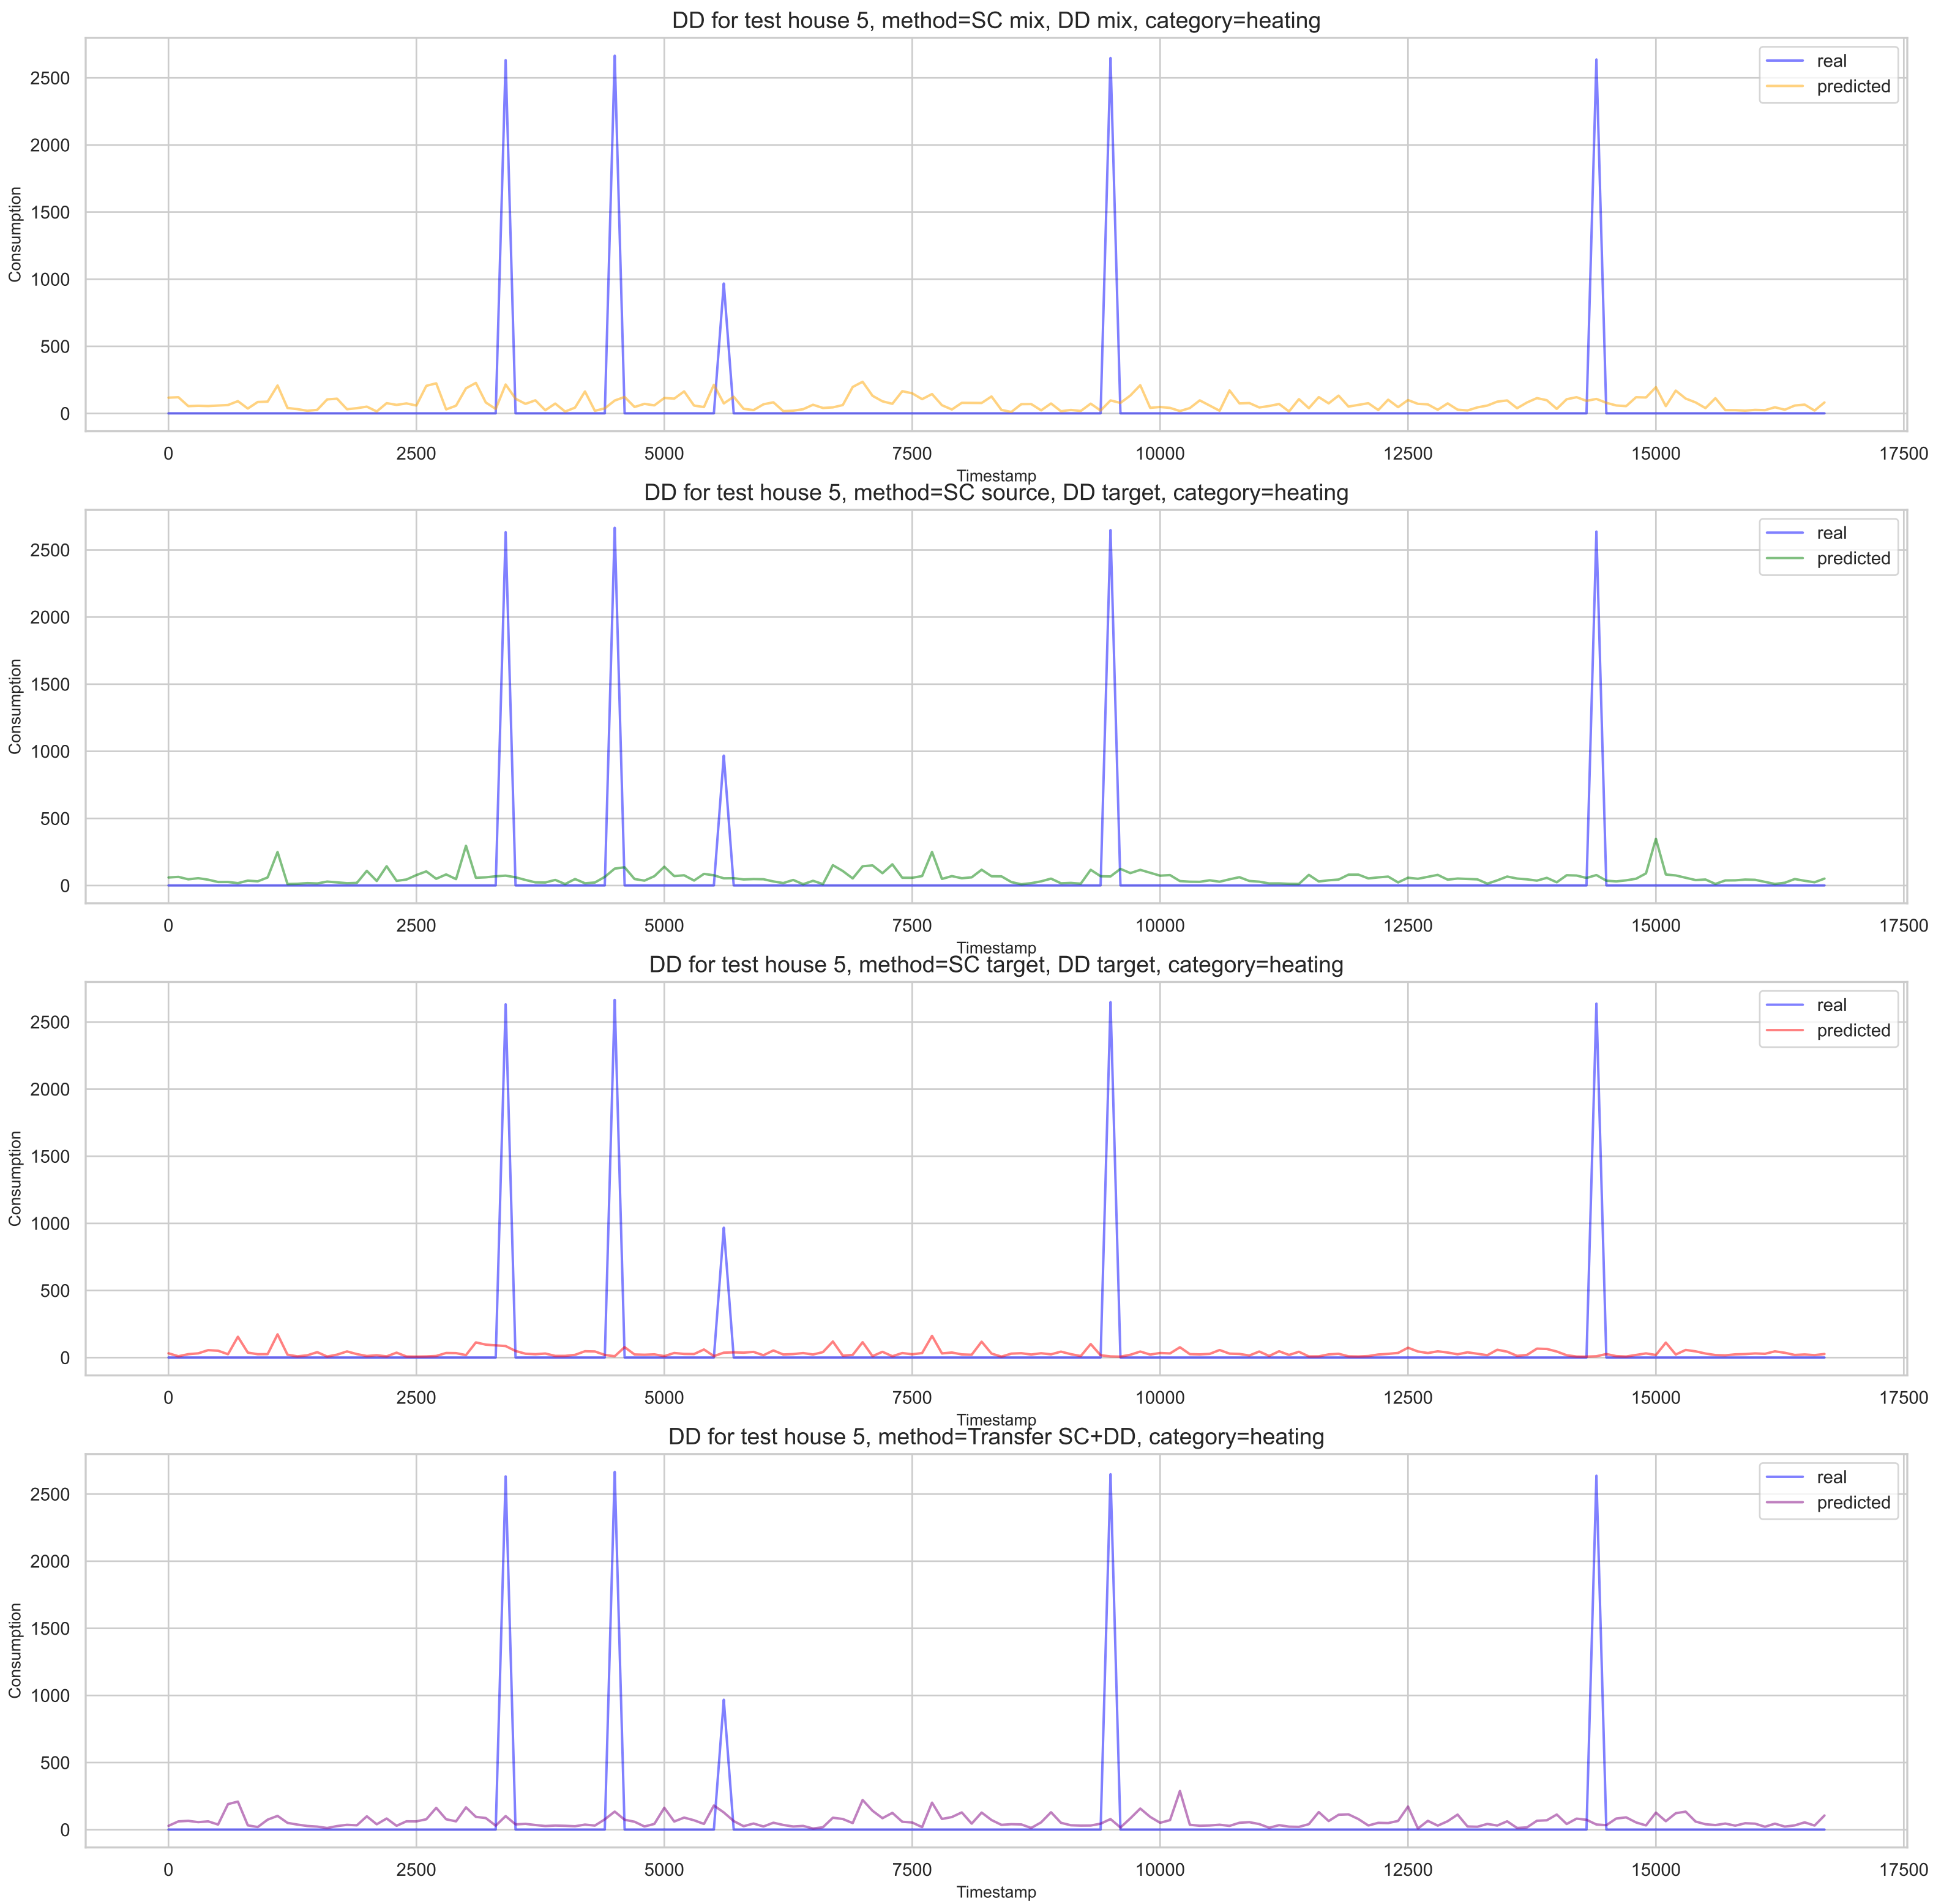 DD for test house 5, method=SC mix, DD mix, category=heating
real
predicted
Consumption
2500
2000
1500
1000
500
0
0 2500 5000 7500 10000 12500 15000 17500
Timestamp
DD for test house 5, method=SC source, DD target, category=heating
real
predicted
Consumption
2500
2000
1500
1000
500
0
0 2500 5000 7500 10000 12500 15000 17500
Timestamp
DD for test house 5, method=SC target, DD target, category=heating
real
predicted
Consumption
2500
2000
1500
1000
500
0
0 2500 5000 7500 10000 12500 15000 17500
Timestamp
DD for test house 5, method=Transfer SC+DD, category=heating
real
predicted
Consumption
2500
2000
1500
1000
500
0
0 2500 5000 7500 10000 12500 15000 17500
Timestamp